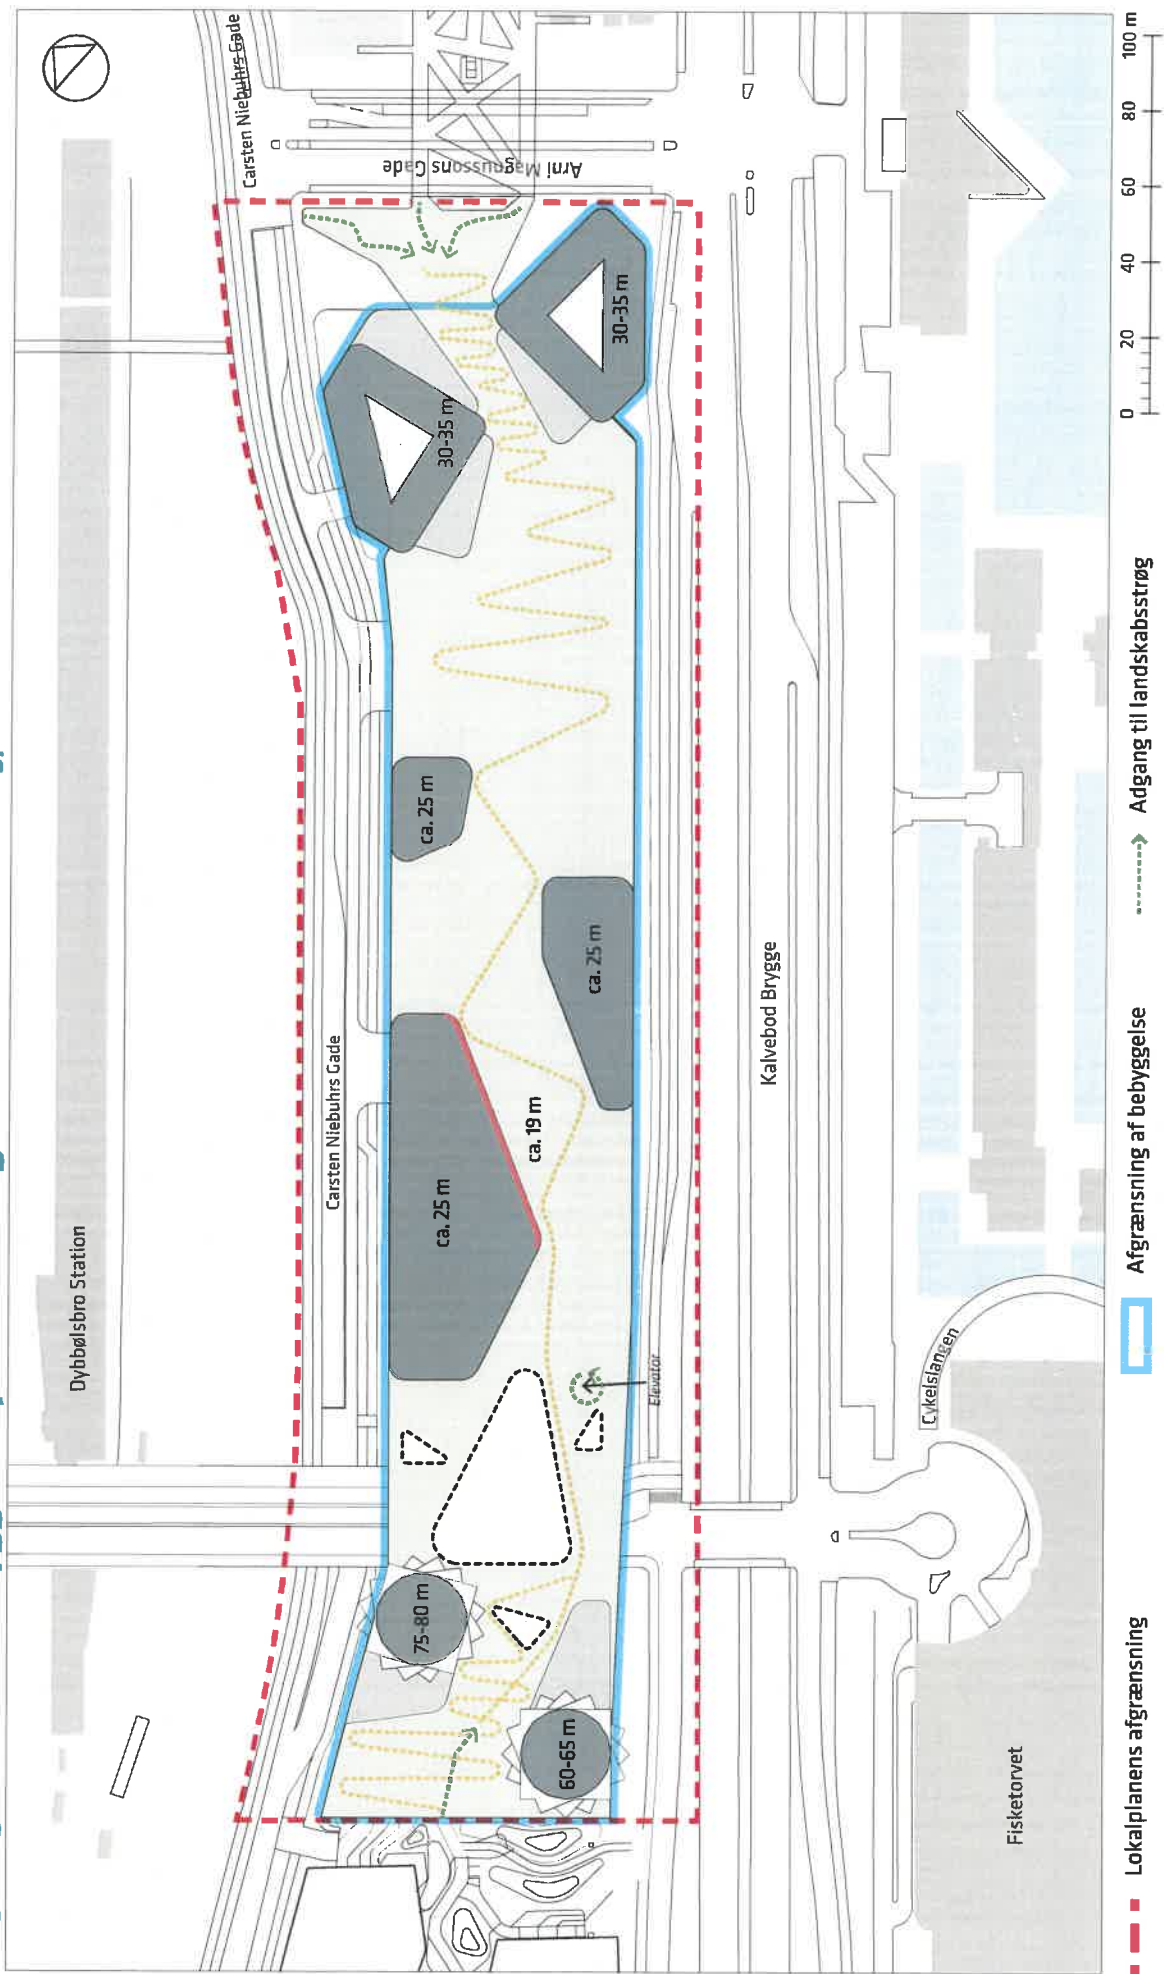 Dybbølsbro Station
Carsten Niebuhrs Gade
Carsten Niebuhrs Gade
Arni Magnussons Gade
30-35 m
30-35 m
ca. 25 m
ca. 25 m
ca. 25 m
ca. 19 m
75-80 m
60-65 m
Elevator
Kalvebod Brygge
Cykelslangen
Fisketorvet
Lokalplanens afgrænsning
Afgrænsning af bebyggelse
Adgang til landskabsstrøg
0 20 40 60 80 100 m